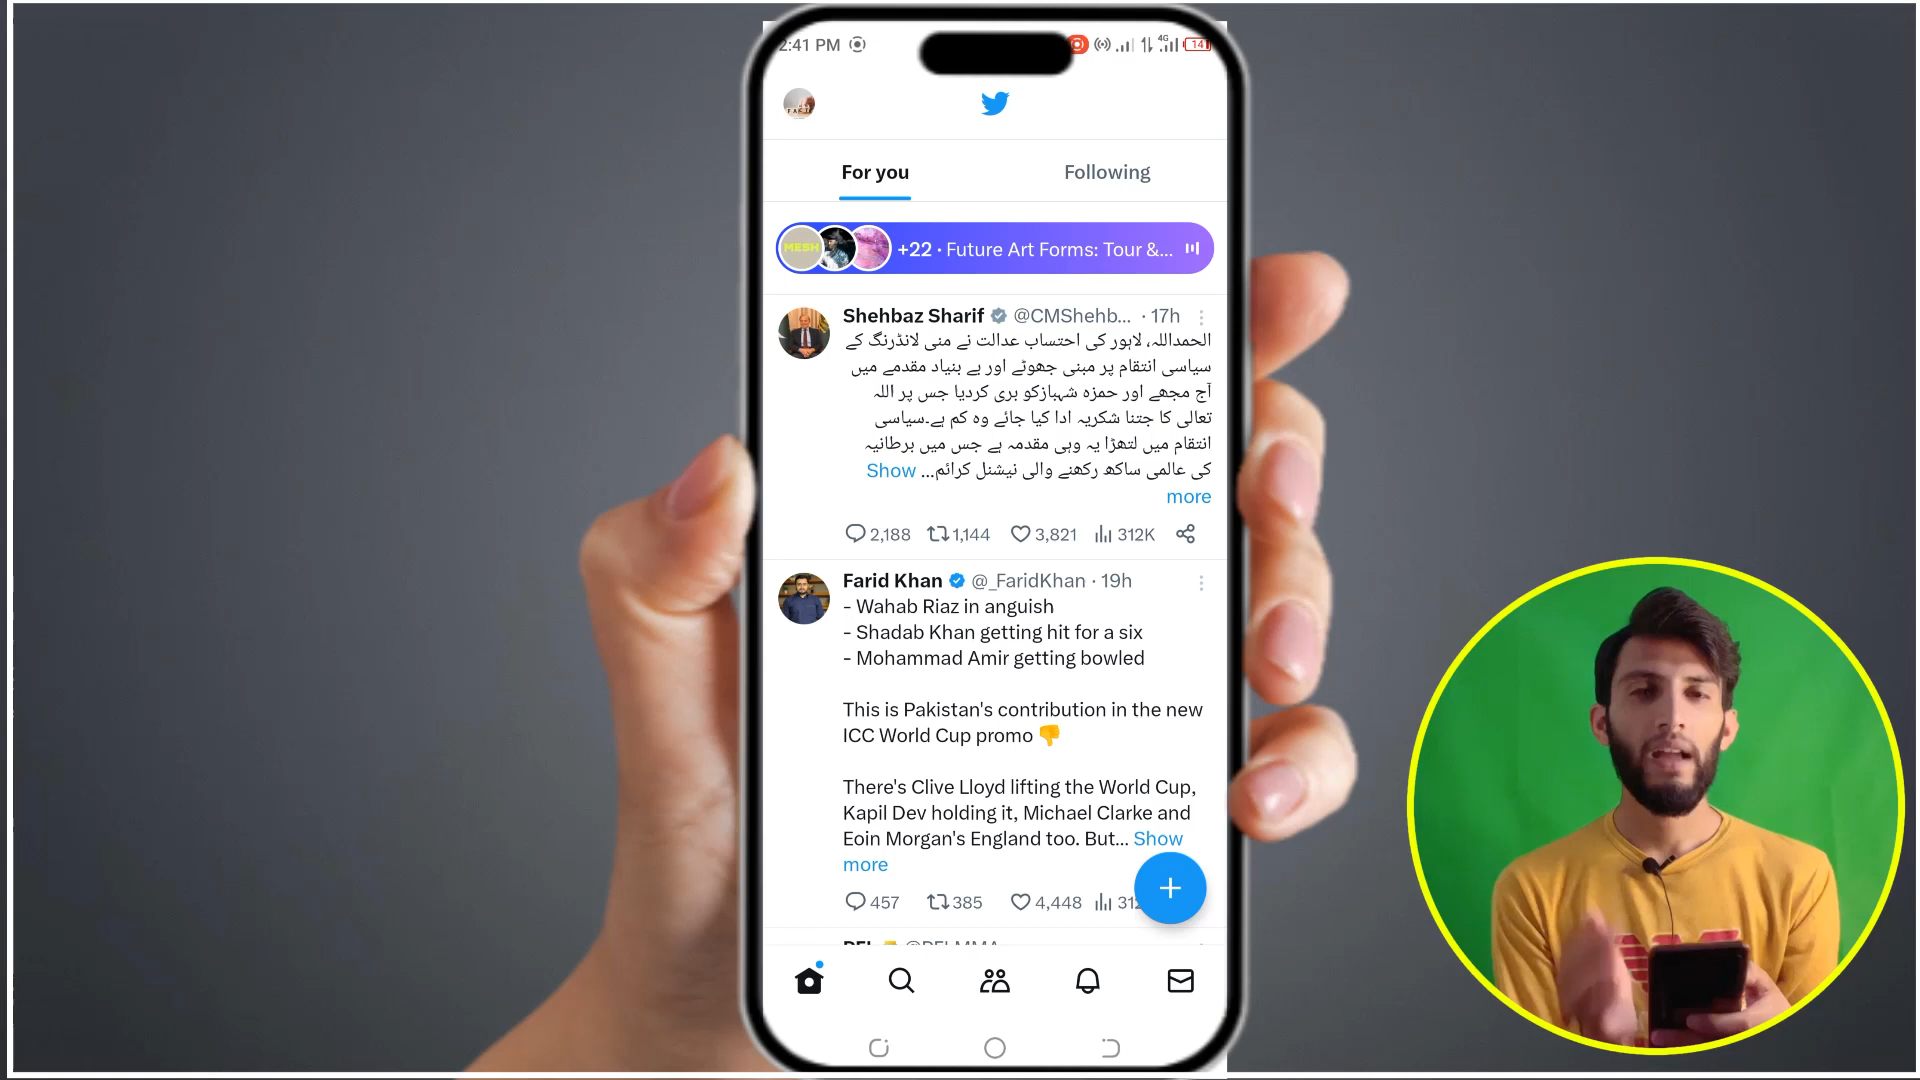 2:41 PM
4G
14
For you
Following
MESH
+22 · Future Art Forms: Tour &...
Shehbaz Sharif @CMShehb... · 17h
الحمداللہ، لاہور کی احتساب عدالت نے منی لانڈرنگ کے
سیاسی انتقام پر مبنی جھوٹے اور بے بنیاد مقدمے میں
آج مجھے اور حمزہ شہبازکو بری کردیا جس پر اللہ
تعالی کا جتنا شکریہ ادا کیا جائے وہ کم ہے۔سیاسی
انتقام میں لتھڑا یہ وہی مقدمہ ہے جس میں برطانیہ
کی عالمی ساکھ رکھنے والی نیشنل کرائم... Show
more
2,188 1,144 3,821 312K
Farid Khan @_FaridKhan · 19h
- Wahab Riaz in anguish
- Shadab Khan getting hit for a six
- Mohammad Amir getting bowled
This is Pakistan's contribution in the new
ICC World Cup promo 👎
There's Clive Lloyd lifting the World Cup,
Kapil Dev holding it, Michael Clarke and
Eoin Morgan's England too. But... Show
more
457 385 4,448 312